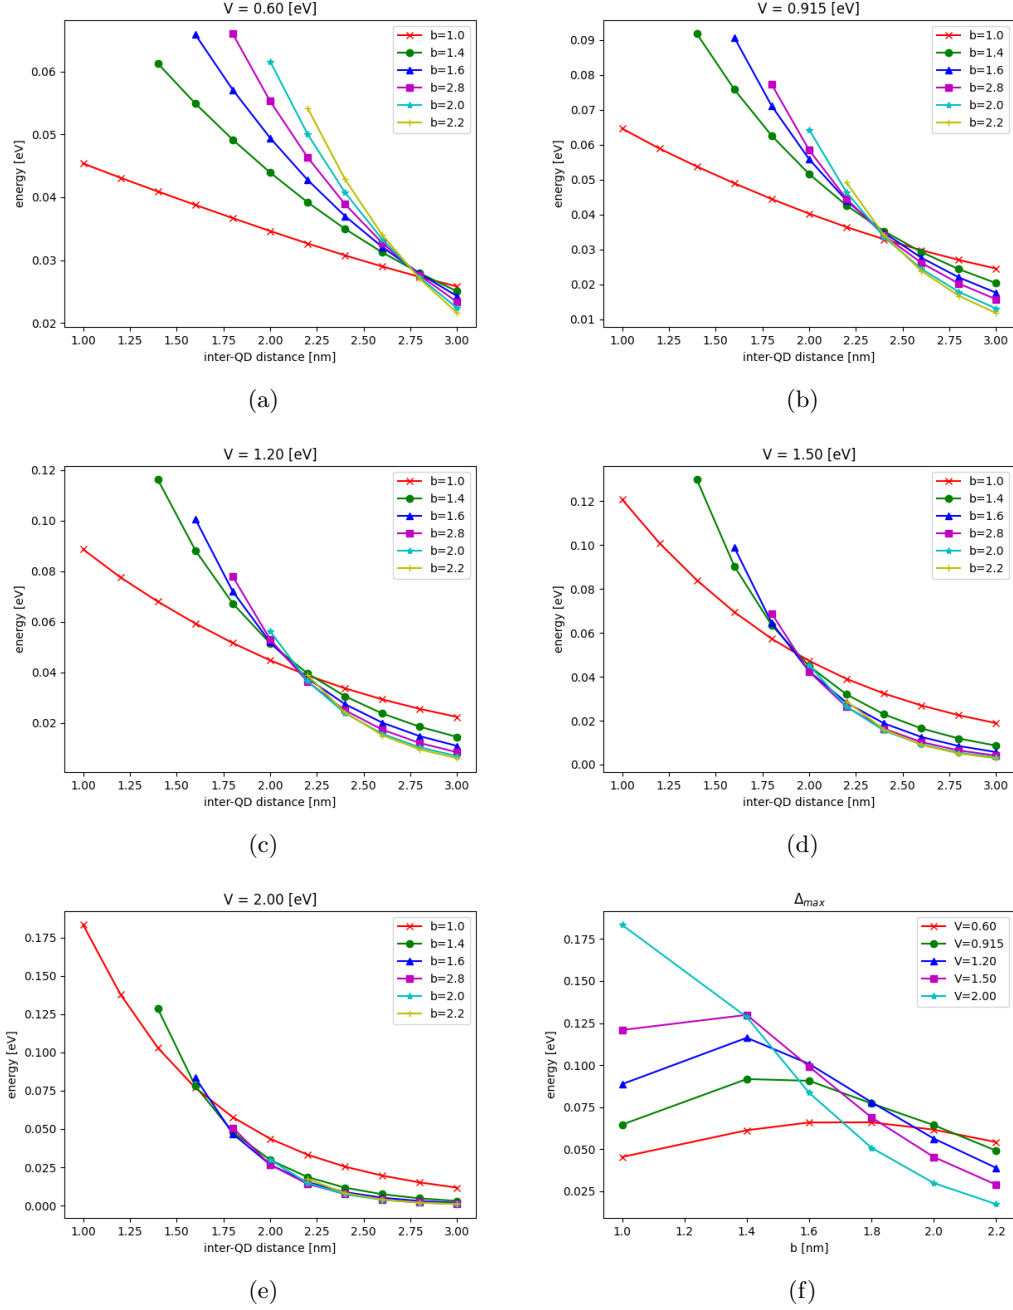 V = 0.60 [eV]
energy [eV]
0.06
0.05
0.04
0.03
0.02
b=1.0
b=1.4
b=1.6
b=2.8
b=2.0
b=2.2
1.00 1.25 1.50 1.75 2.00 2.25 2.50 2.75 3.00
inter-QD distance [nm]
(a)
V = 0.915 [eV]
energy [eV]
0.09
0.08
0.07
0.06
0.05
0.04
0.03
0.02
0.01
b=1.0
b=1.4
b=1.6
b=2.8
b=2.0
b=2.2
1.00 1.25 1.50 1.75 2.00 2.25 2.50 2.75 3.00
inter-QD distance [nm]
(b)
V = 1.20 [eV]
energy [eV]
0.12
0.10
0.08
0.06
0.04
0.02
b=1.0
b=1.4
b=1.6
b=2.8
b=2.0
b=2.2
1.00 1.25 1.50 1.75 2.00 2.25 2.50 2.75 3.00
inter-QD distance [nm]
(c)
V = 1.50 [eV]
energy [eV]
0.12
0.10
0.08
0.06
0.04
0.02
0.00
b=1.0
b=1.4
b=1.6
b=2.8
b=2.0
b=2.2
1.00 1.25 1.50 1.75 2.00 2.25 2.50 2.75 3.00
inter-QD distance [nm]
(d)
V = 2.00 [eV]
energy [eV]
0.175
0.150
0.125
0.100
0.075
0.050
0.025
0.000
b=1.0
b=1.4
b=1.6
b=2.8
b=2.0
b=2.2
1.00 1.25 1.50 1.75 2.00 2.25 2.50 2.75 3.00
inter-QD distance [nm]
(e)
Δmax
energy [eV]
0.175
0.150
0.125
0.100
0.075
0.050
0.025
V=0.60
V=0.915
V=1.20
V=1.50
V=2.00
1.0 1.2 1.4 1.6 1.8 2.0 2.2
b [nm]
(f)